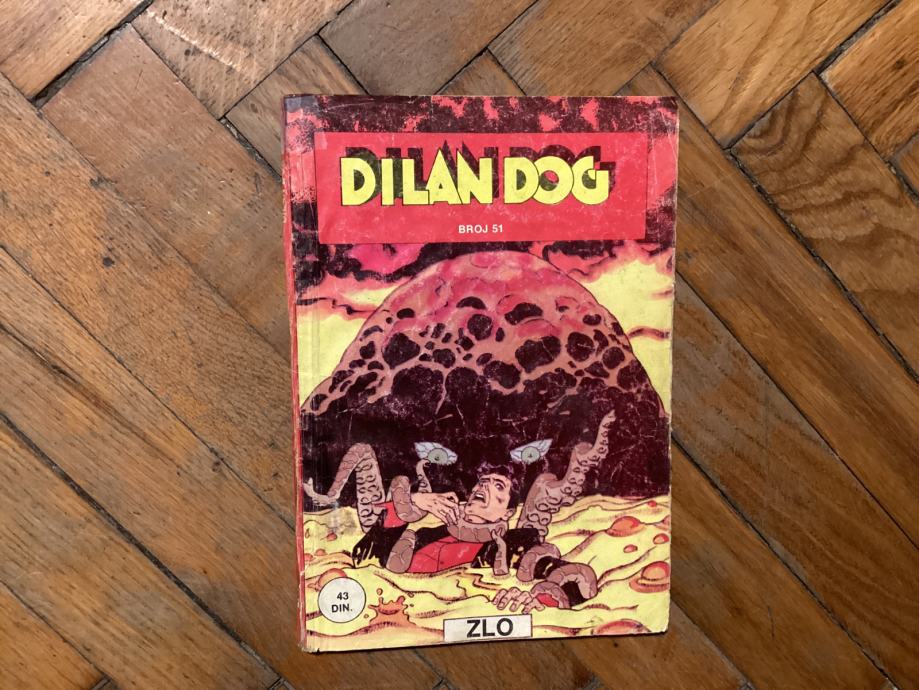 DILAN DOG
BROJ 51
43
DIN.
ZLO